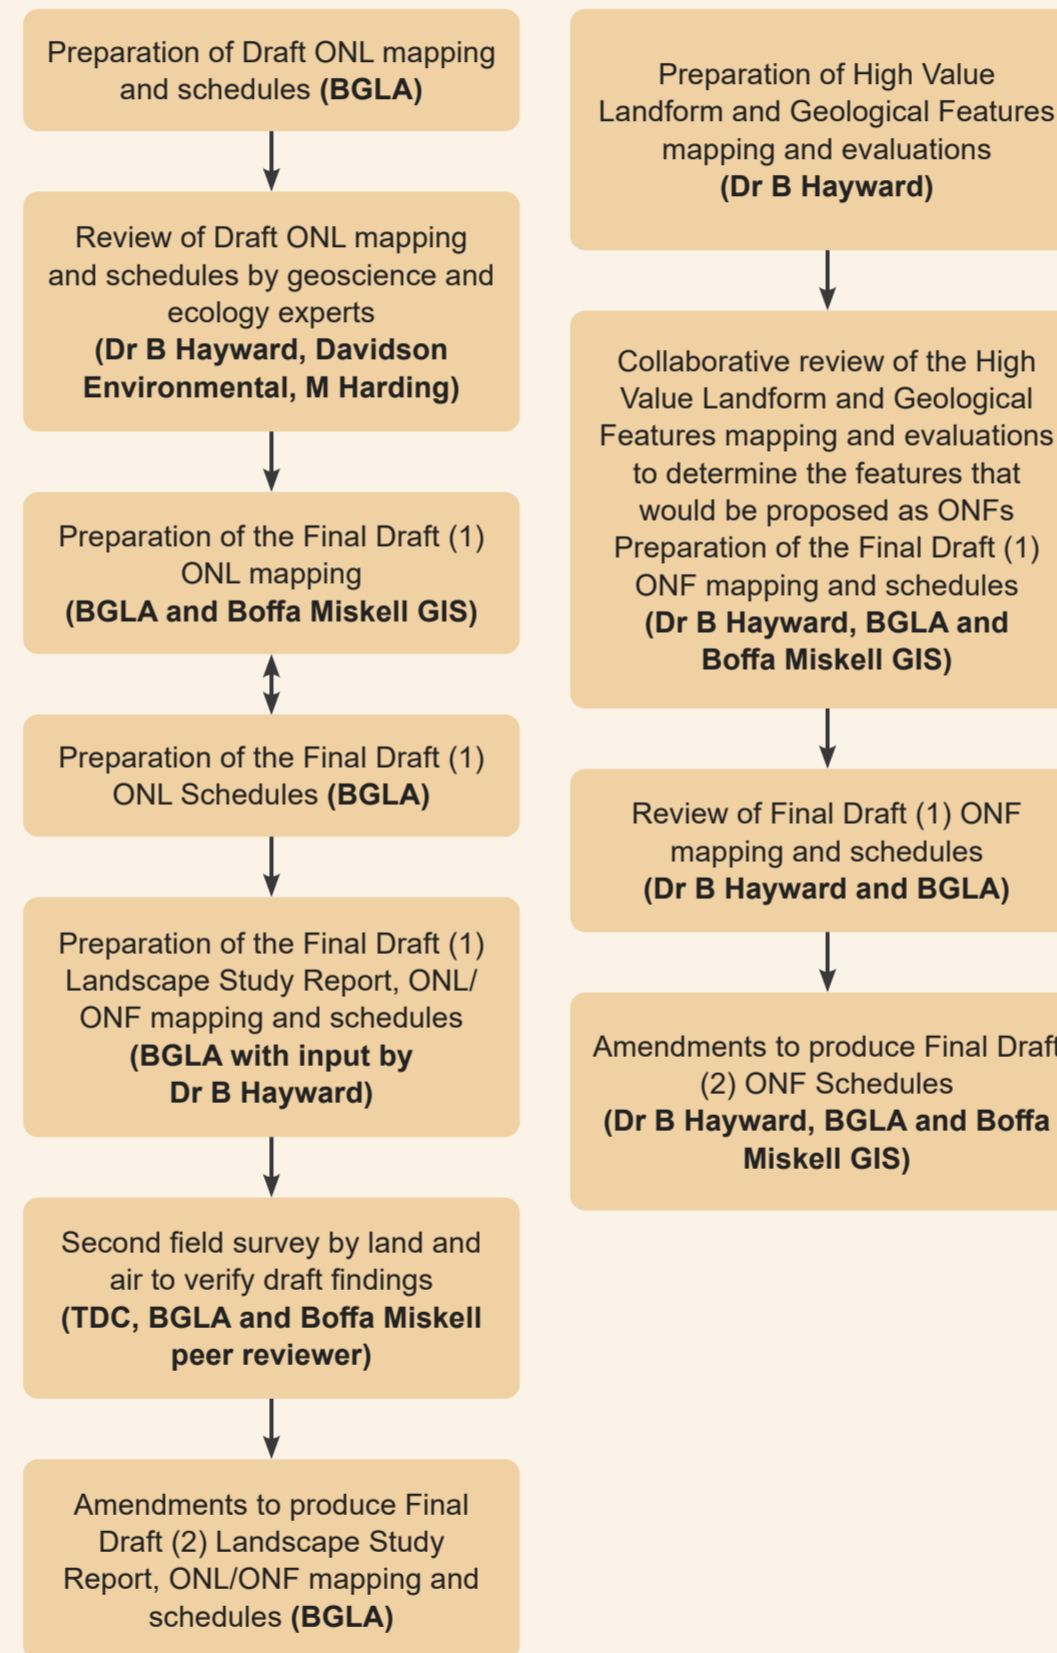 Preparation of Draft ONL mapping
and schedules (BGLA)
Review of Draft ONL mapping
and schedules by geoscience and
ecology experts
(Dr B Hayward, Davidson
Environmental, M Harding)
Preparation of the Final Draft (1)
ONL mapping
(BGLA and Boffa Miskell GIS)
Preparation of the Final Draft (1)
ONL Schedules (BGLA)
Preparation of the Final Draft (1)
Landscape Study Report, ONL/
ONF mapping and schedules
(BGLA with input by
Dr B Hayward)
Second field survey by land and
air to verify draft findings
(TDC, BGLA and Boffa Miskell
peer reviewer)
Amendments to produce Final
Draft (2) Landscape Study
Report, ONL/ONF mapping and
schedules (BGLA)
Preparation of High Value
Landform and Geological Features
mapping and evaluations
(Dr B Hayward)
Collaborative review of the High
Value Landform and Geological
Features mapping and evaluations
to determine the features that
would be proposed as ONFs
Preparation of the Final Draft (1)
ONF mapping and schedules
(Dr B Hayward, BGLA and
Boffa Miskell GIS)
Review of Final Draft (1) ONF
mapping and schedules
(Dr B Hayward and BGLA)
Amendments to produce Final Draft
(2) ONF Schedules
(Dr B Hayward, BGLA and Boffa
Miskell GIS)